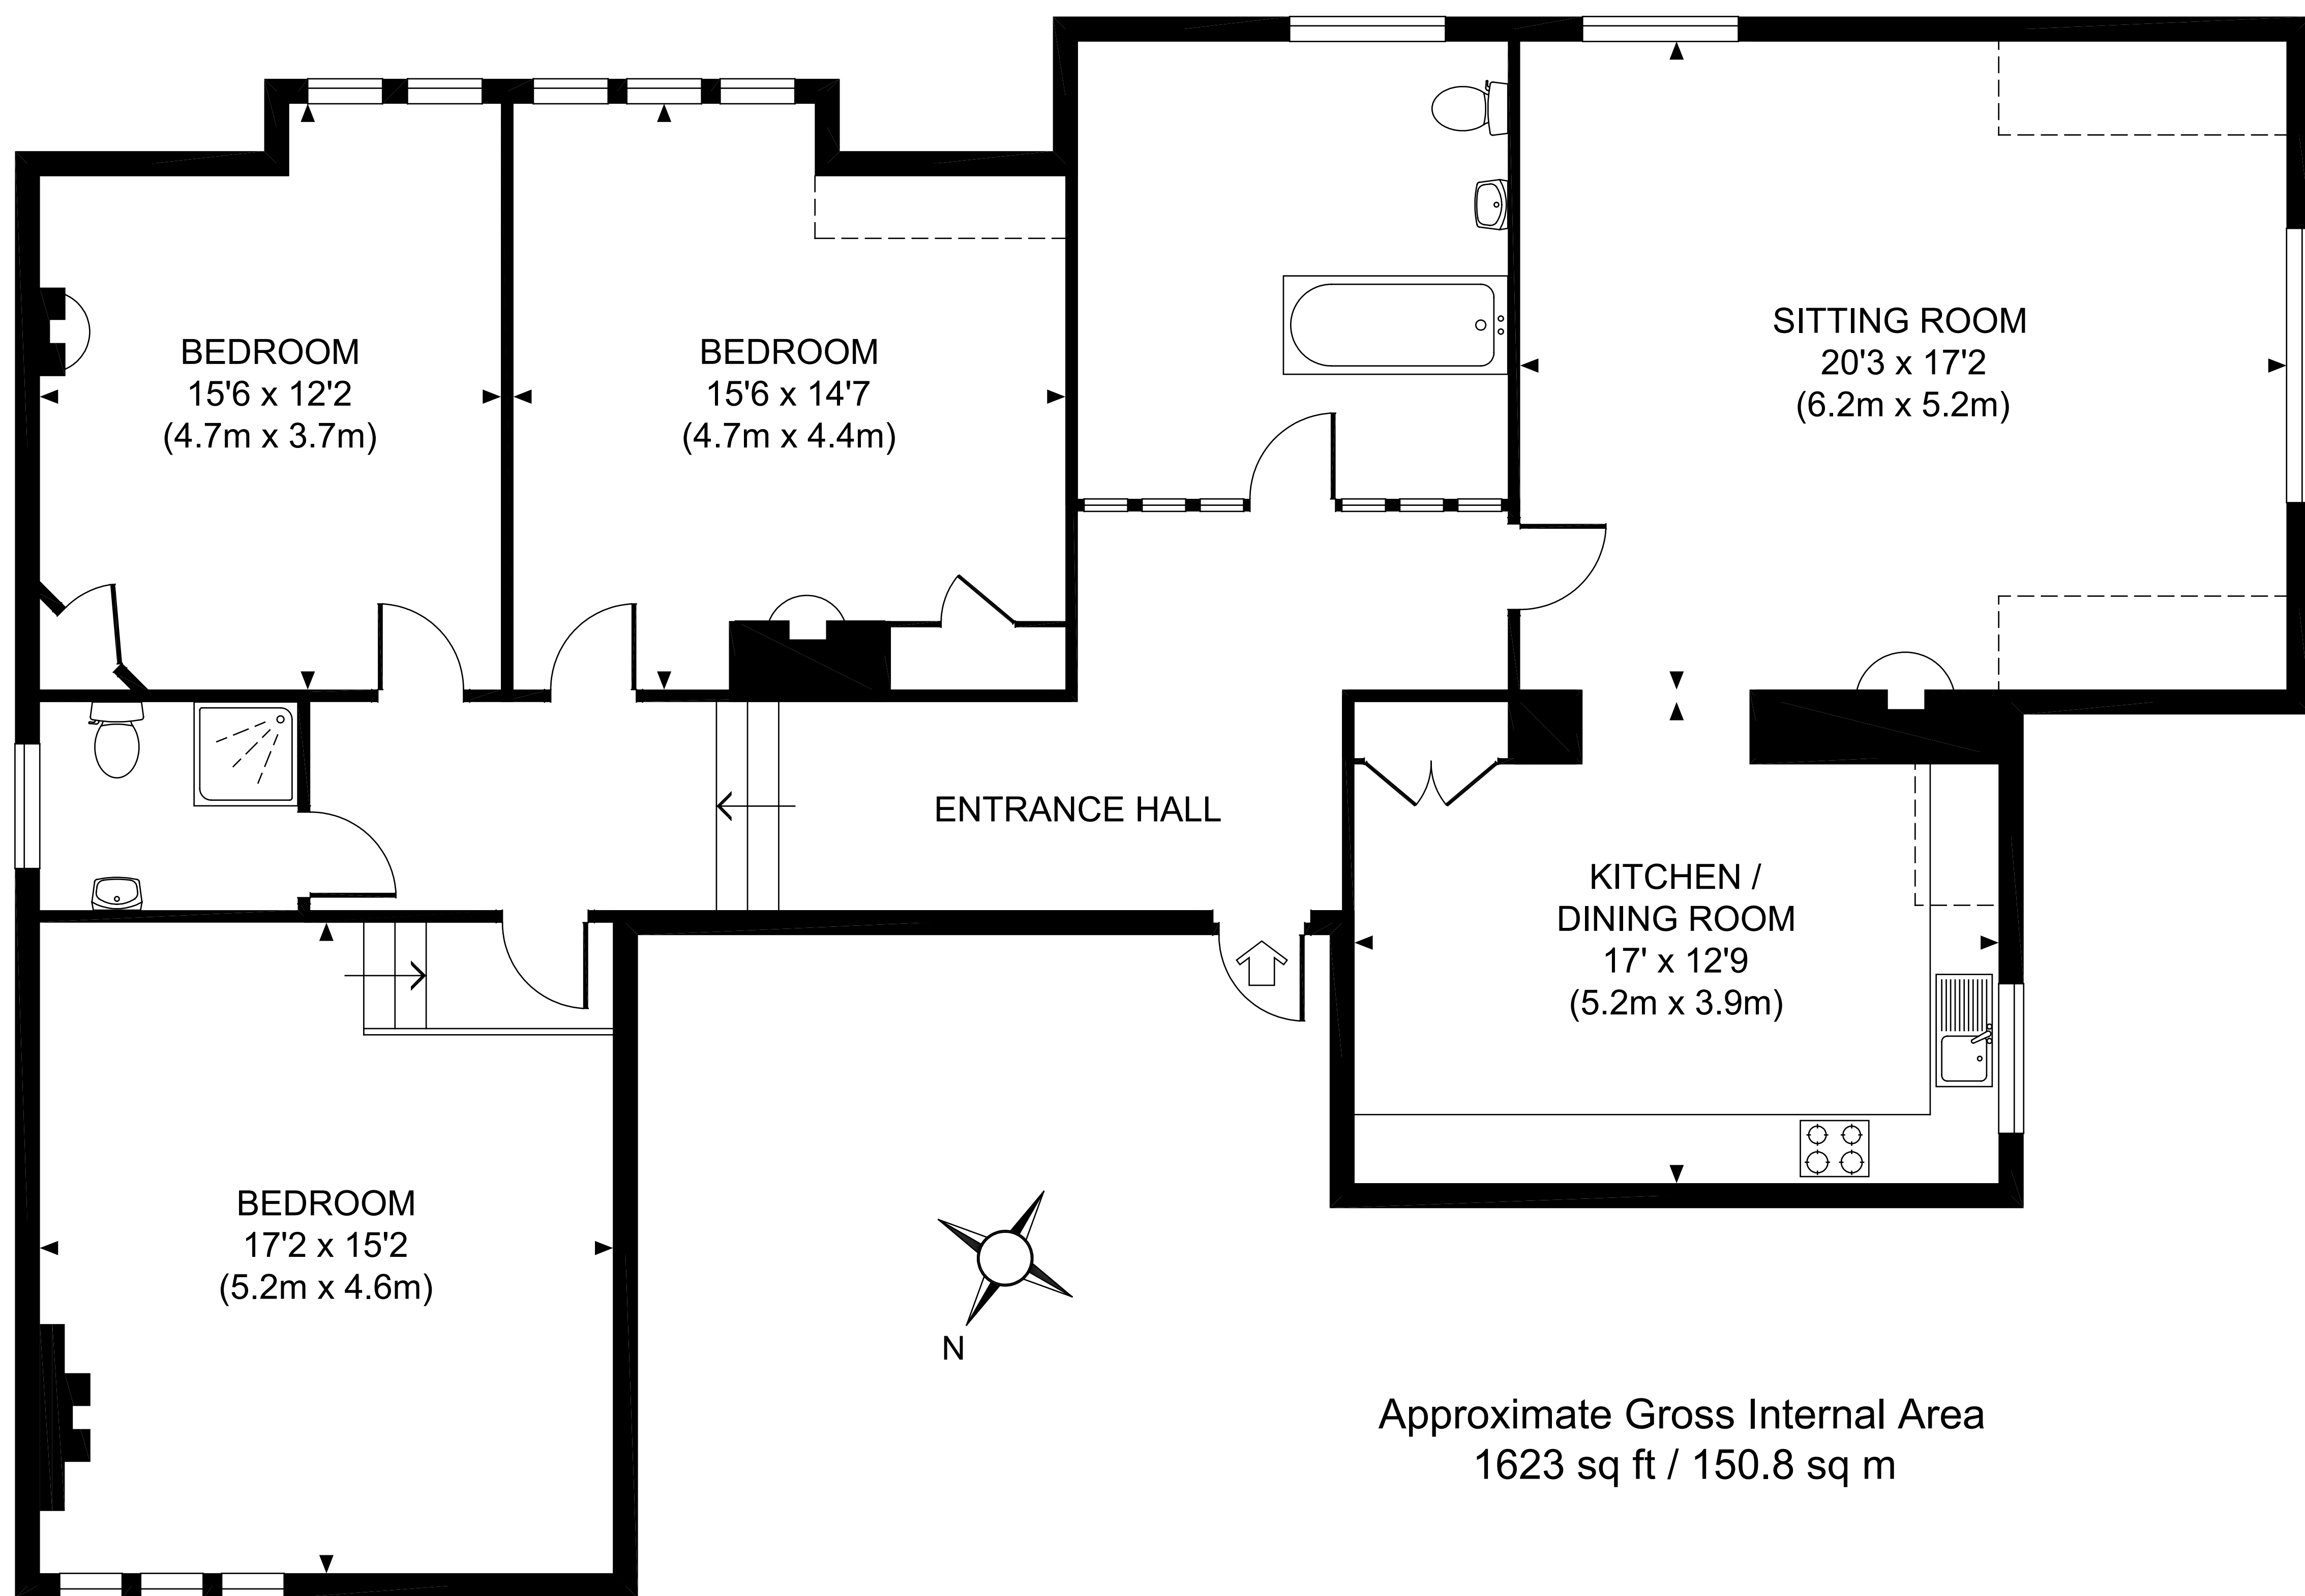 BEDROOM
15'6 x 12'2
(4.7m x 3.7m)
BEDROOM
15'6 x 14'7
(4.7m x 4.4m)
SITTING ROOM
20'3 x 17'2
(6.2m x 5.2m)
ENTRANCE HALL
KITCHEN /
DINING ROOM
17' x 12'9
(5.2m x 3.9m)
BEDROOM
17'2 x 15'2
(5.2m x 4.6m)
N
Approximate Gross Internal Area
1623 sq ft / 150.8 sq m